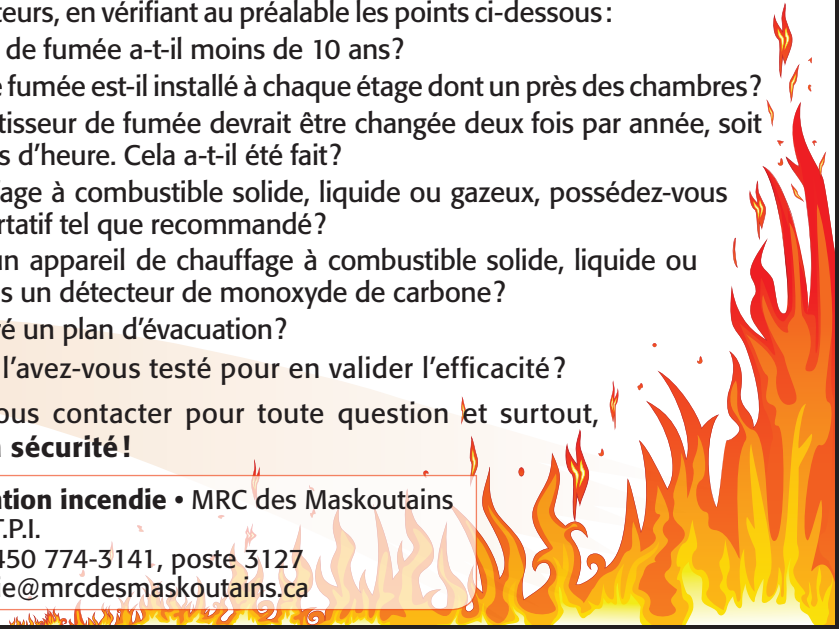 teurs, en vérifiant au préalable les points ci-dessous :
de fumée a-t-il moins de 10 ans?
fumée est-il installé à chaque étage dont un près des chambres?
tisseur de fumée devrait être changée deux fois par année, soit
s d’heure. Cela a-t-il été fait?
age à combustible solide, liquide ou gazeux, possédez-vous
rtatif tel que recommandé?
un appareil de chauffage à combustible solide, liquide ou
s un détecteur de monoxyde de carbone?
é un plan d’évacuation?
l’avez-vous testé pour en valider l’efficacité?
ous contacter pour toute question et surtout,
sécurité!
tion incendie • MRC des Maskoutains
T.P.I.
450 774-3141, poste 3127
ie@mrcdesmaskoutains.ca